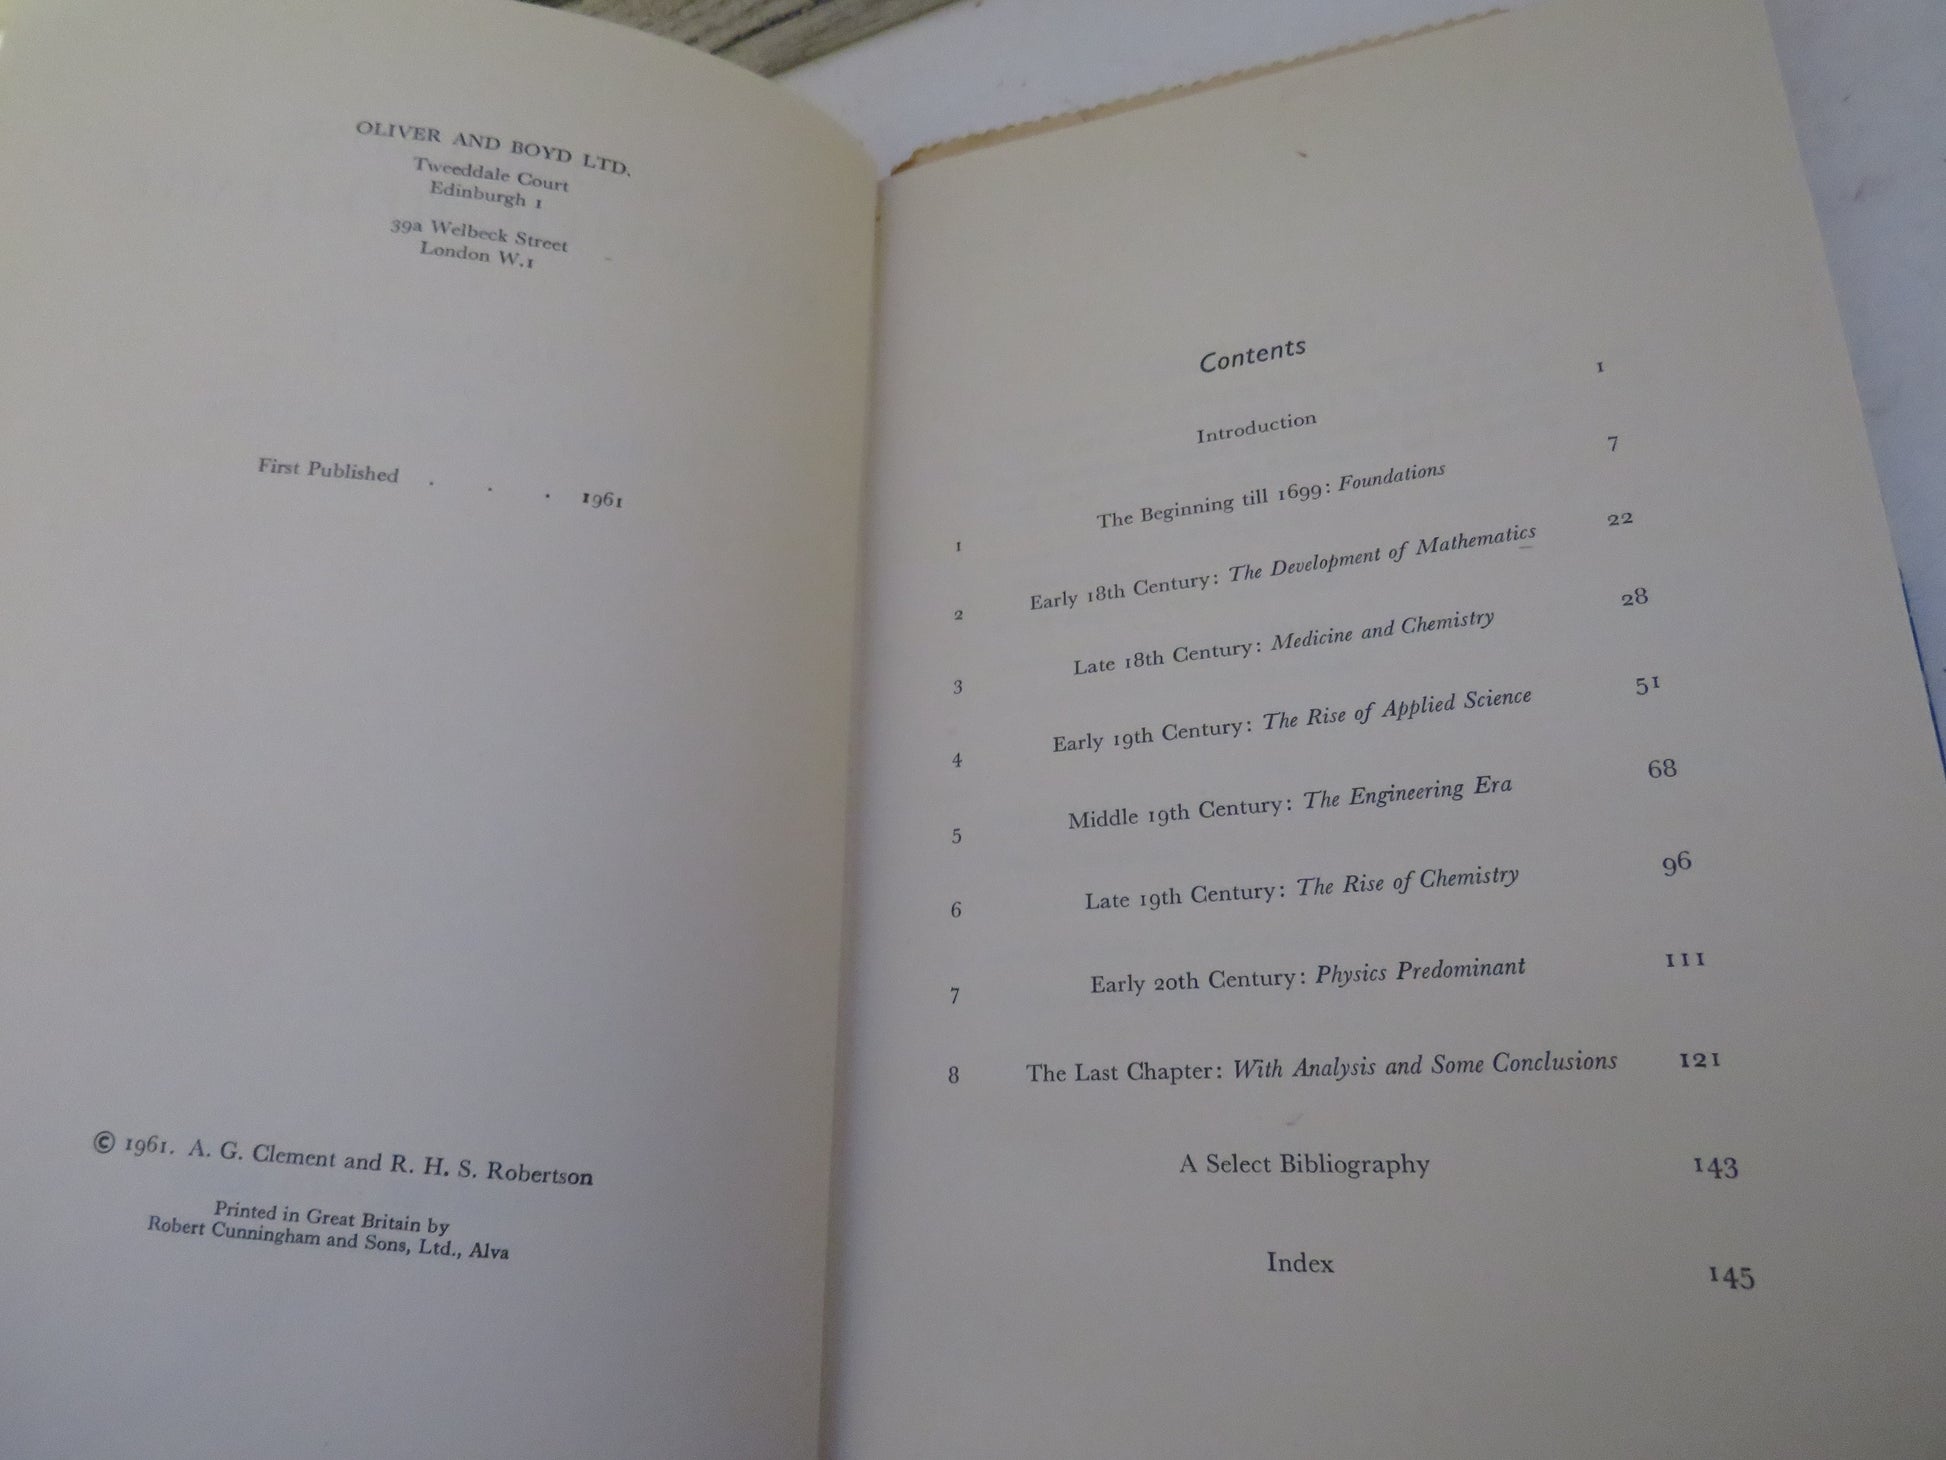 OLIVER AND BOYD LTD.
Tweeddale Court
Edinburgh 1
39a Welbeck Street
London W.1
First Published . . . 1961
© 1961. A. G. Clement and R. H. S. Robertson
Printed in Great Britain by
Robert Cunningham and Sons, Ltd., Alva
Contents
Introduction 1
1 The Beginning till 1699: Foundations 7
2 Early 18th Century: The Development of Mathematics 22
3 Late 18th Century: Medicine and Chemistry 28
4 Early 19th Century: The Rise of Applied Science 51
5 Middle 19th Century: The Engineering Era 68
6 Late 19th Century: The Rise of Chemistry 96
7 Early 20th Century: Physics Predominant 111
8 The Last Chapter: With Analysis and Some Conclusions 121
A Select Bibliography 143
Index 145